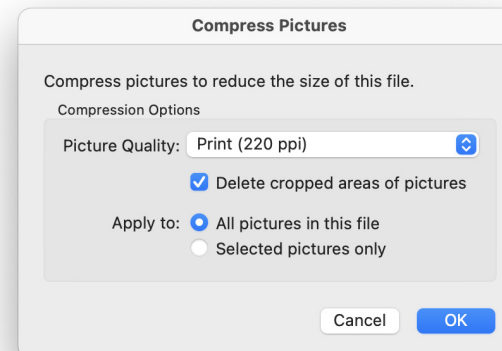 Compress Pictures
Compress pictures to reduce the size of this file.
Compression Options
Picture Quality: Print (220 ppi)
Delete cropped areas of pictures
Apply to: All pictures in this file
Selected pictures only
Cancel OK